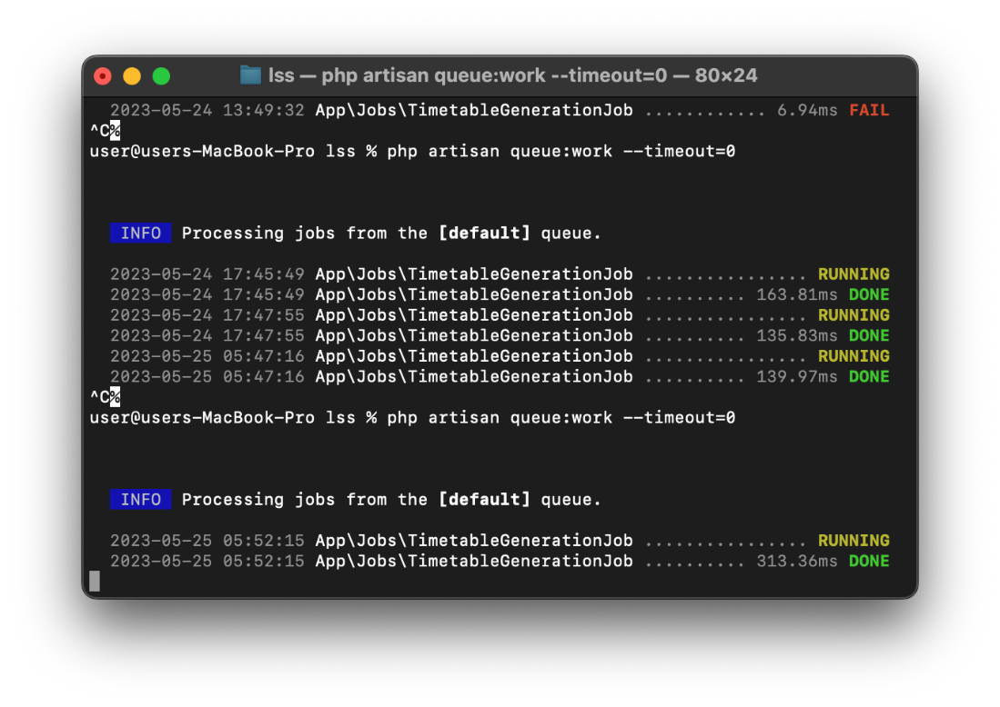 lss — php artisan queue:work --timeout=0 — 80×24
2023-05-24 13:49:32 App\Jobs\TimetableGenerationJob ............ 6.94ms FAIL
^C%
user@users-MacBook-Pro lss % php artisan queue:work --timeout=0
INFO Processing jobs from the [default] queue.
2023-05-24 17:45:49 App\Jobs\TimetableGenerationJob ................ RUNNING
2023-05-24 17:45:49 App\Jobs\TimetableGenerationJob .......... 163.81ms DONE
2023-05-24 17:47:55 App\Jobs\TimetableGenerationJob ................ RUNNING
2023-05-24 17:47:55 App\Jobs\TimetableGenerationJob .......... 135.83ms DONE
2023-05-25 05:47:16 App\Jobs\TimetableGenerationJob ................ RUNNING
2023-05-25 05:47:16 App\Jobs\TimetableGenerationJob .......... 139.97ms DONE
^C%
user@users-MacBook-Pro lss % php artisan queue:work --timeout=0
INFO Processing jobs from the [default] queue.
2023-05-25 05:52:15 App\Jobs\TimetableGenerationJob ................ RUNNING
2023-05-25 05:52:15 App\Jobs\TimetableGenerationJob .......... 313.36ms DONE